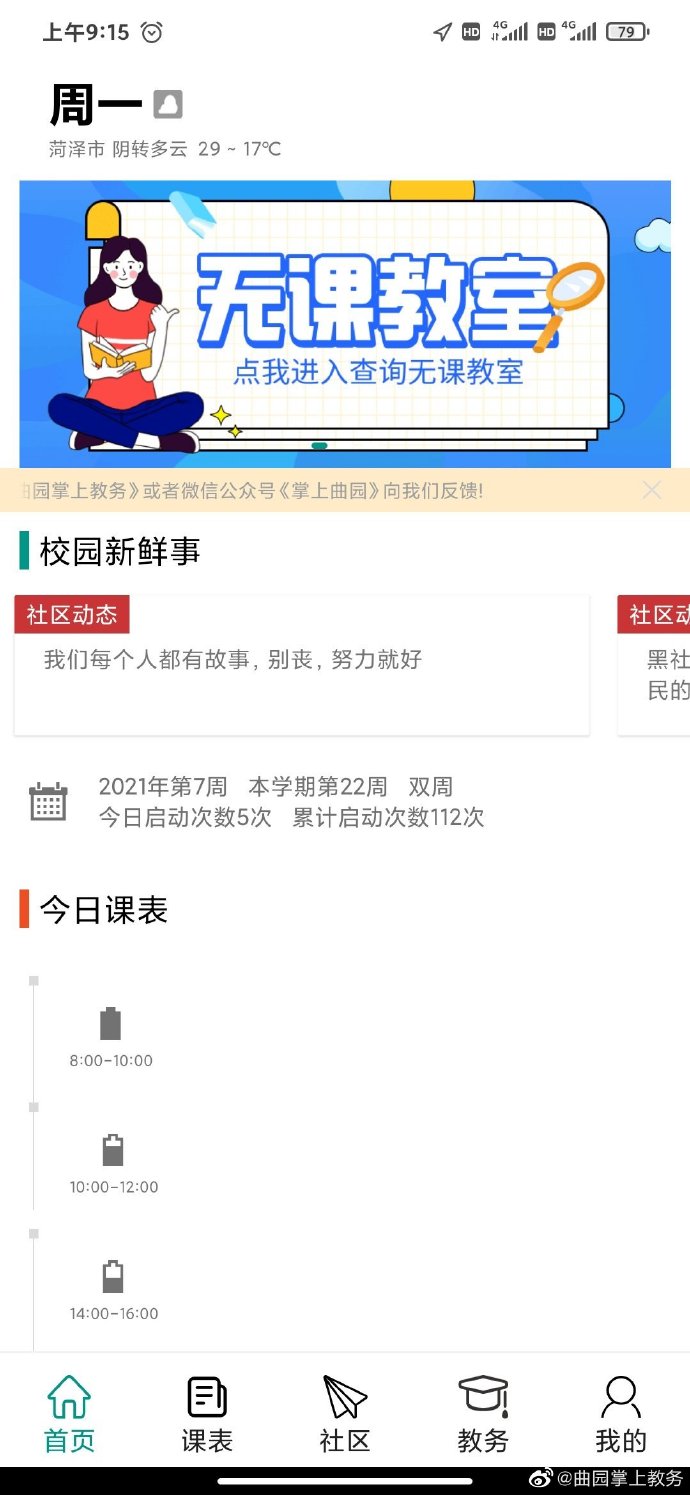 上午9:15
HD 4G HD 4G 79
周一
菏泽市 阴转多云 29 ~ 17℃
无课教室
点我进入查询无课教室
园掌上教务》或者微信公众号《掌上曲园》向我们反馈!
校园新鲜事
社区动态
我们每个人都有故事, 别丧, 努力就好
社区动
黑社
民的
2021年第7周 本学期第22周 双周
今日启动次数5次 累计启动次数112次
今日课表
8:00-10:00
10:00-12:00
14:00-16:00
首页
课表
社区
教务
我的
@曲园掌上教务